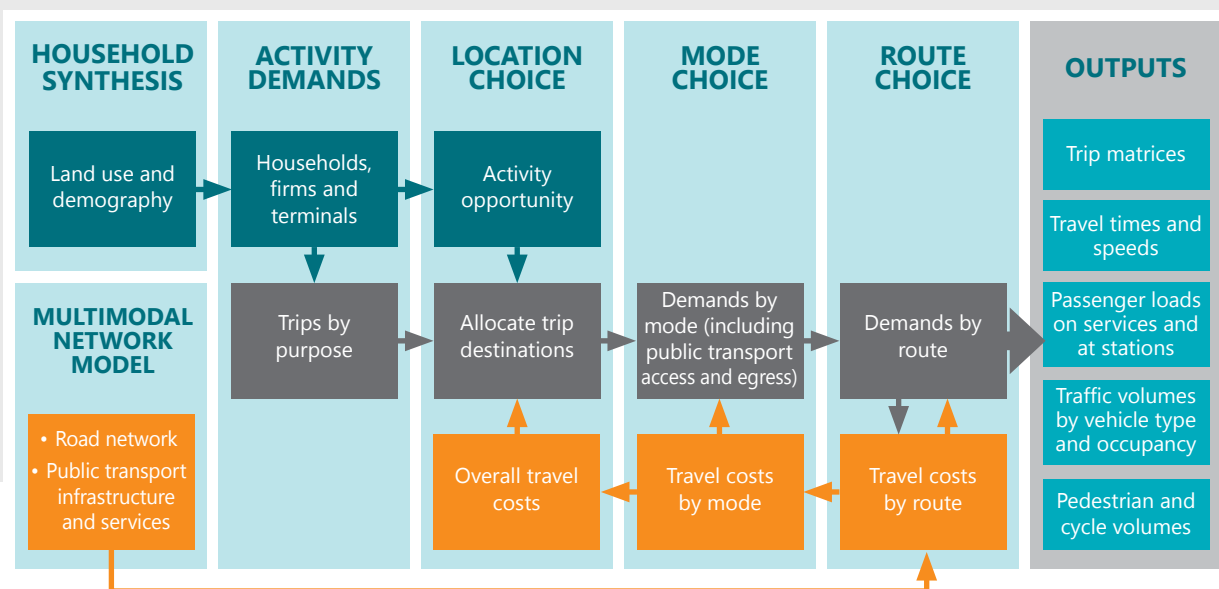 HOUSEHOLD
SYNTHESIS
Land use and
demography
MULTIMODAL
NETWORK
MODEL
• Road network
• Public transport
infrastructure
and services
ACTIVITY
DEMANDS
Households,
firms and
terminals
Trips by
purpose
LOCATION
CHOICE
Activity
opportunity
Allocate trip
destinations
Overall travel
costs
MODE
CHOICE
Demands by
mode (including
public transport
access and egress)
Travel costs
by mode
ROUTE
CHOICE
Demands by
route
Travel costs
by route
OUTPUTS
Trip matrices
Travel times and
speeds
Passenger loads
on services and
at stations
Traffic volumes
by vehicle type
and occupancy
Pedestrian and
cycle volumes